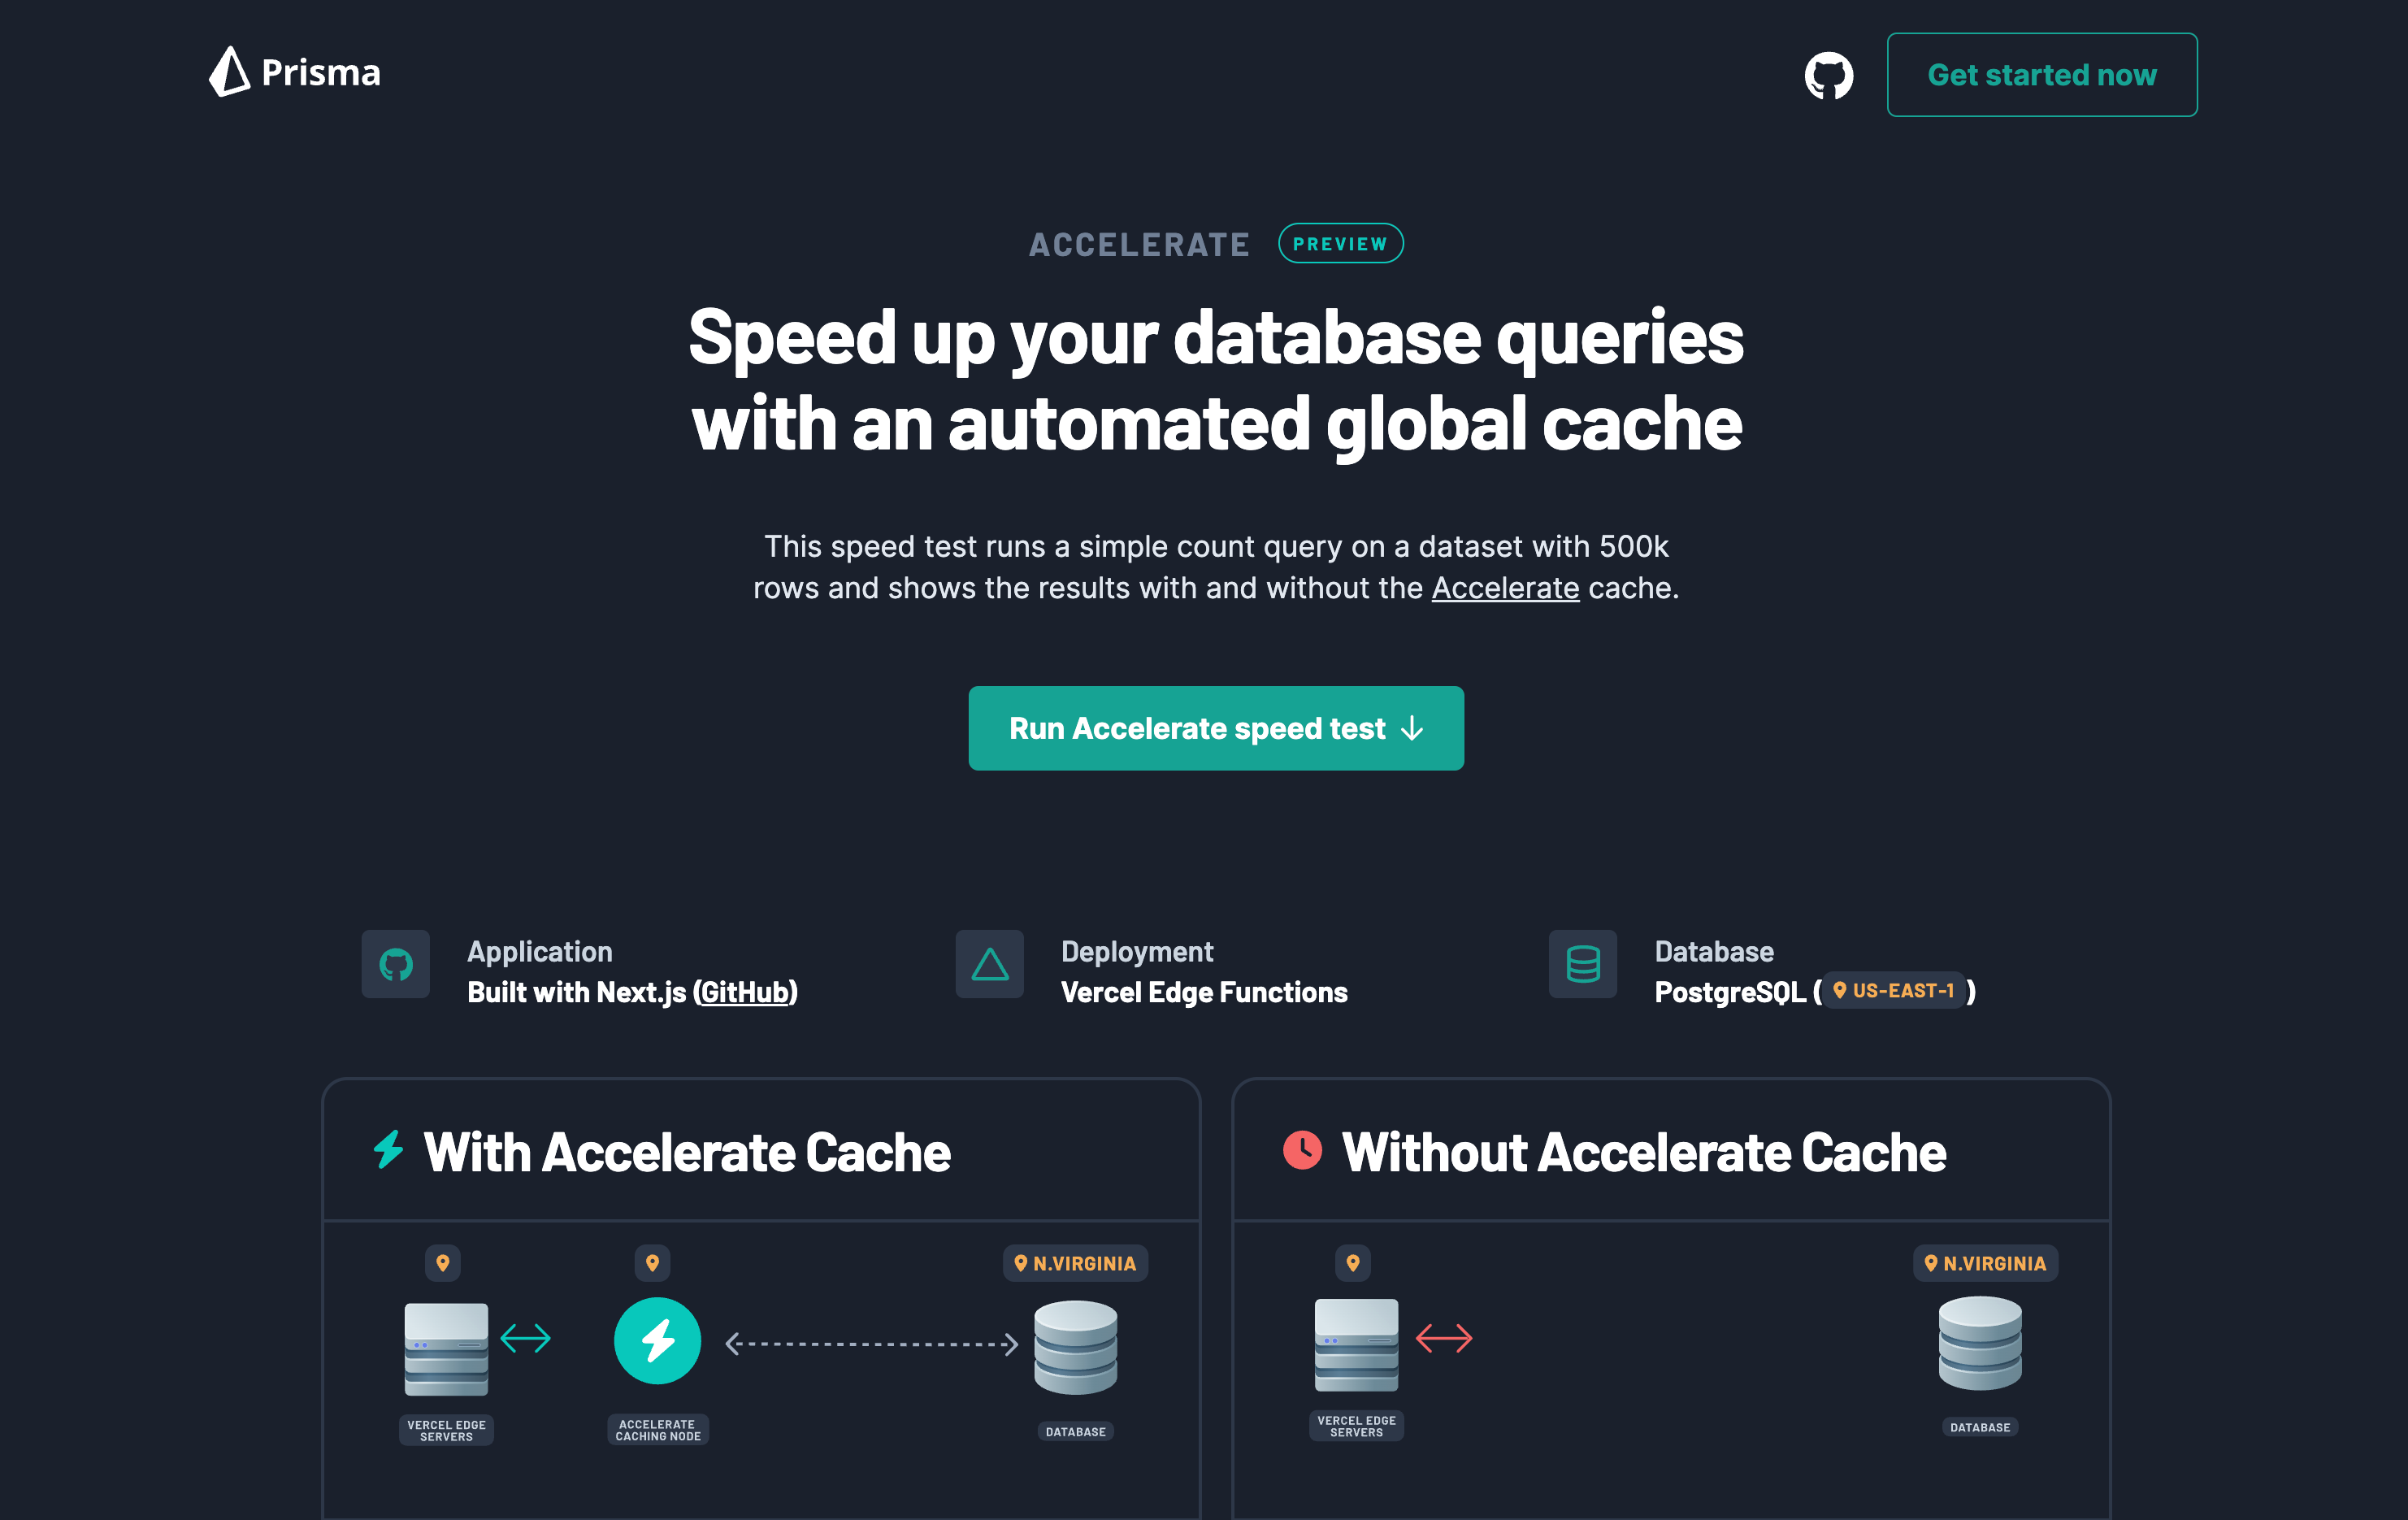 Prisma
Get started now
ACCELERATE PREVIEW
Speed up your database queries
with an automated global cache
This speed test runs a simple count query on a dataset with 500k
rows and shows the results with and without the Accelerate cache.
Run Accelerate speed test ↓
Application
Built with Next.js (GitHub)
Deployment
Vercel Edge Functions
Database
PostgreSQL (US-EAST-1)
With Accelerate Cache
N.VIRGINIA
VERCEL EDGE
SERVERS
ACCELERATE
CACHING NODE
DATABASE
Without Accelerate Cache
N.VIRGINIA
VERCEL EDGE
SERVERS
DATABASE